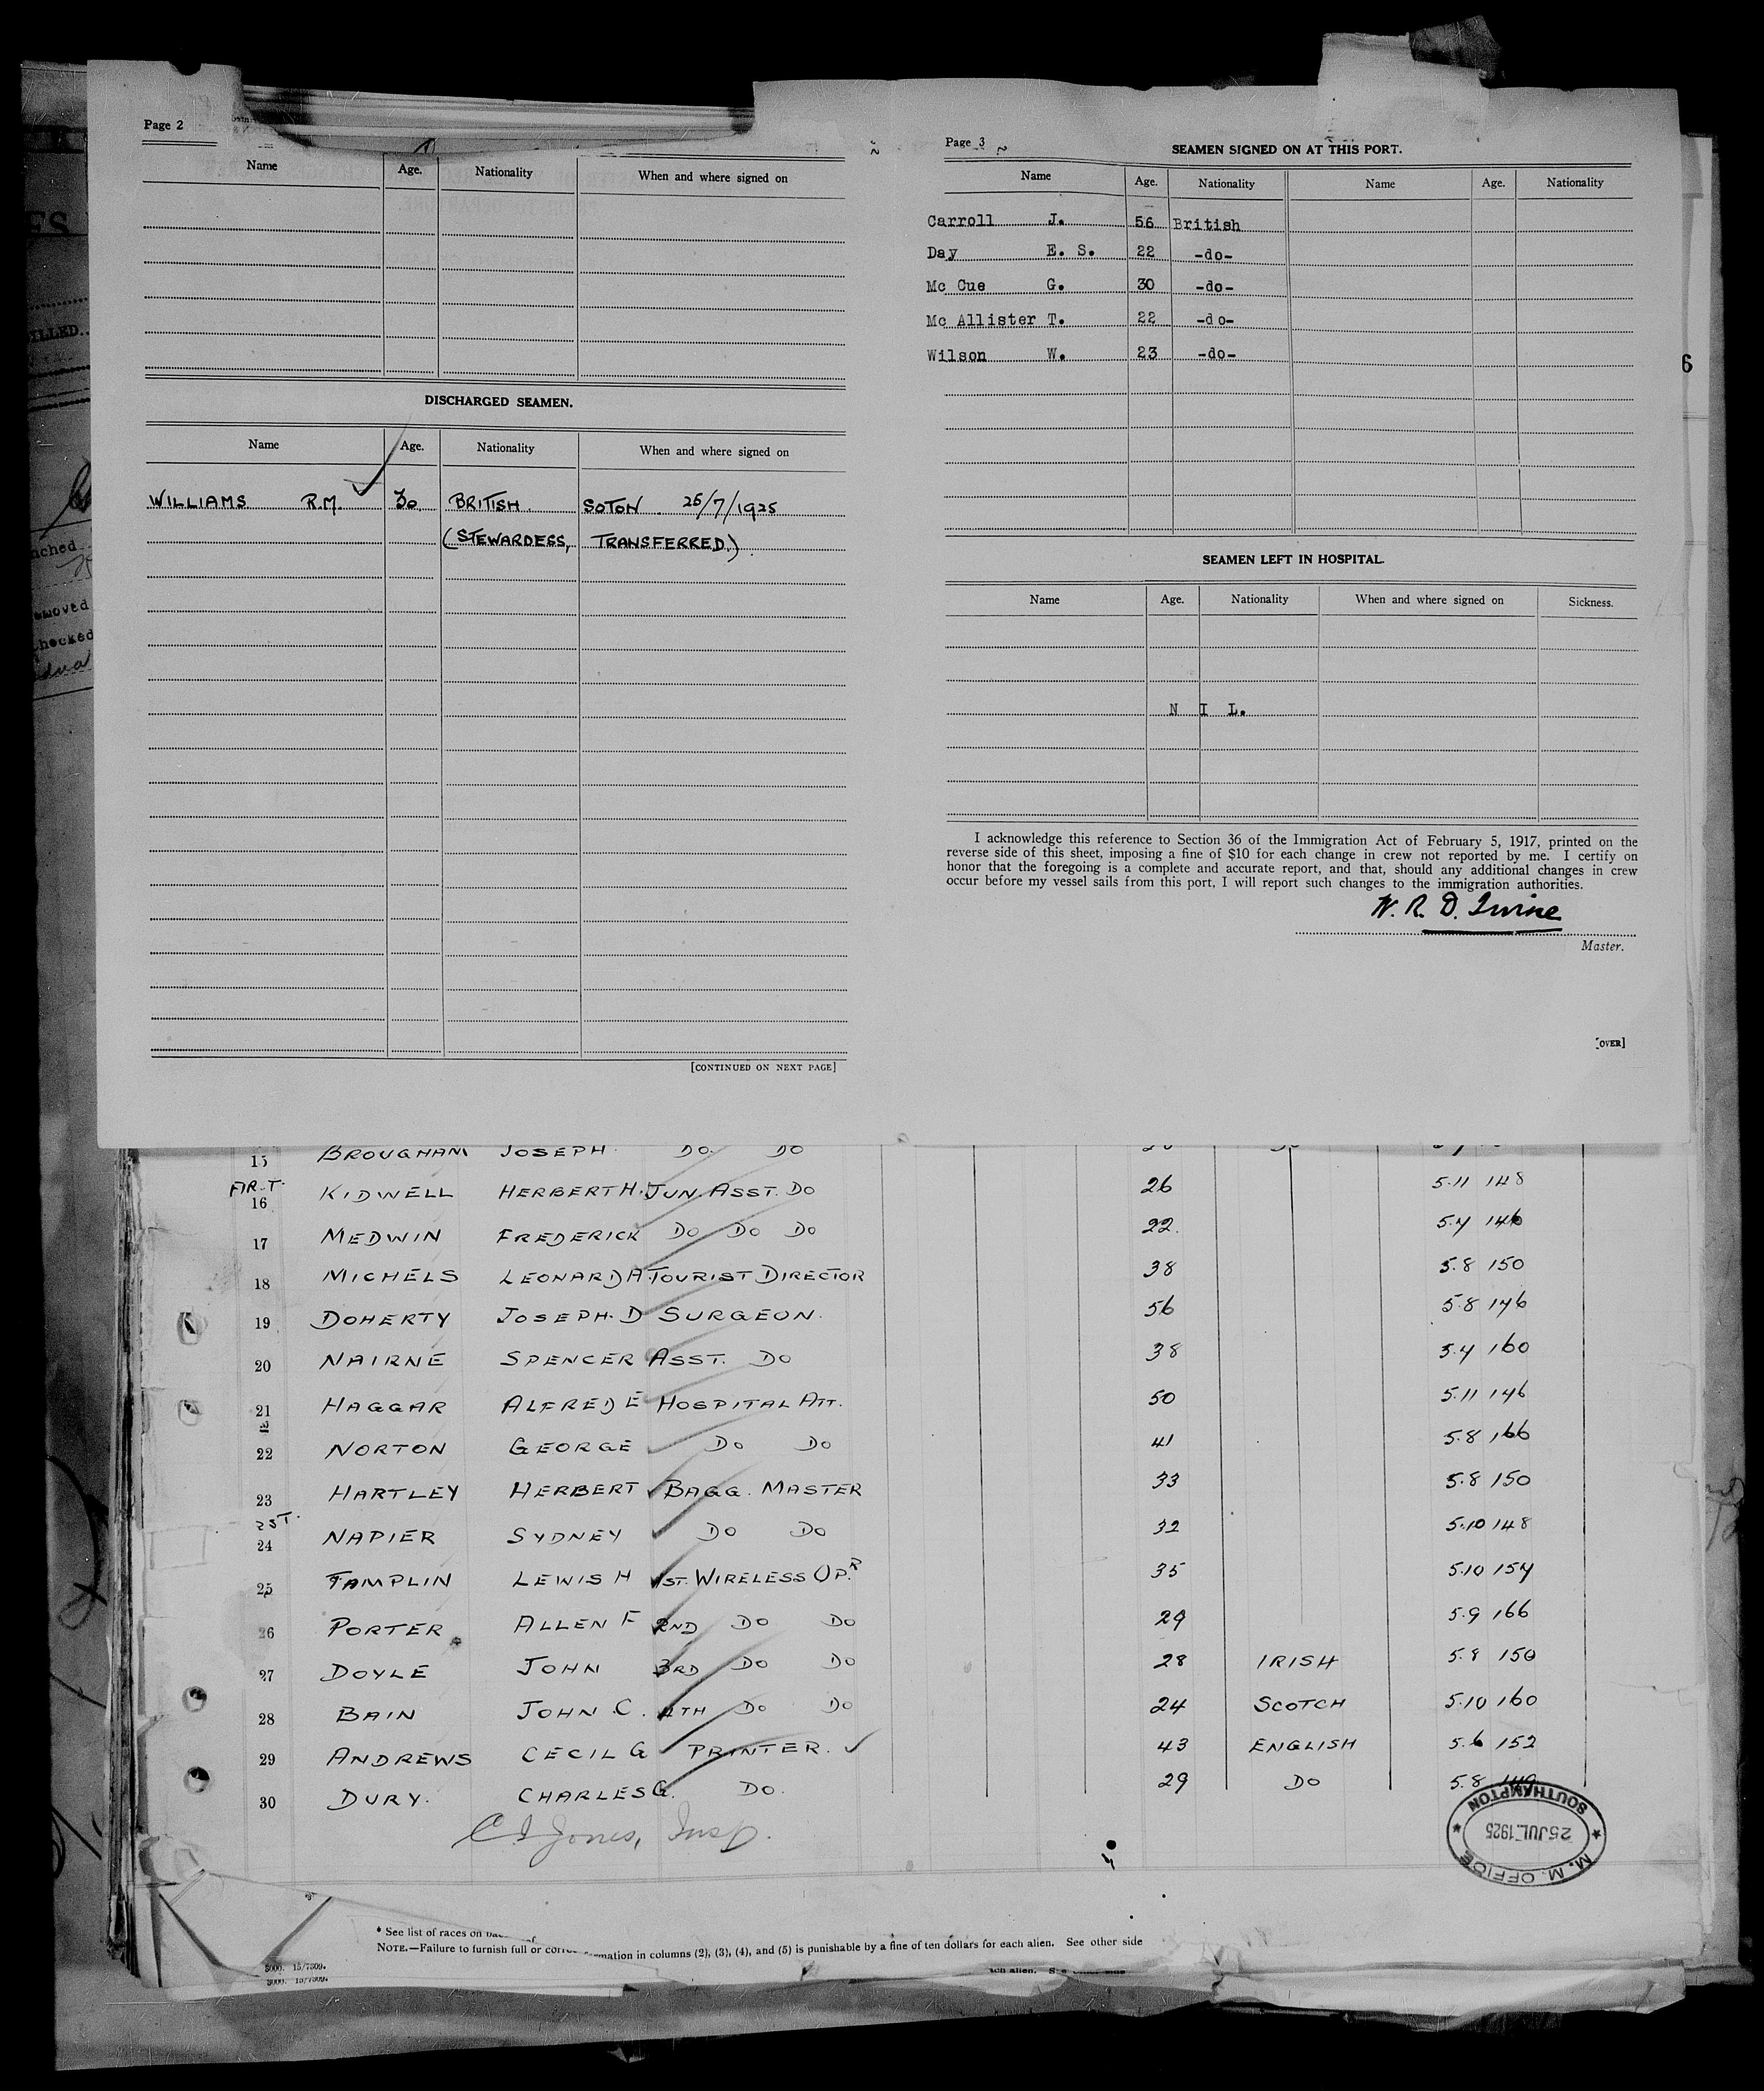 Page 2
Name Age. Nationality When and where signed on
DISCHARGED SEAMEN.
Name Age. Nationality When and where signed on
WILLIAMS R.M. 30 BRITISH. SOTON. 25/7/1925
(STEWARDESS, TRANSFERRED.)
[CONTINUED ON NEXT PAGE]
Page 3
SEAMEN SIGNED ON AT THIS PORT.
Name Age. Nationality Name Age. Nationality
Carroll J. 56 British
Day E. S. 22 -do-
Mc Cue G. 30 -do-
Mc Allister T. 22 -do-
Wilson W. 23 -do-
SEAMEN LEFT IN HOSPITAL.
Name Age. Nationality When and where signed on Sickness.
N I L.
I acknowledge this reference to Section 36 of the Immigration Act of February 5, 1917, printed on the
reverse side of this sheet, imposing a fine of $10 for each change in crew not reported by me. I certify on
honor that the foregoing is a complete and accurate report, and that, should any additional changes in crew
occur before my vessel sails from this port, I will report such changes to the immigration authorities.
W. R. D. Irvine
Master.
[OVER]
6
15 BROUGHAM JOSEPH. DO. DO
16 KIDWELL HERBERT H. JUN. ASST. DO 26 5.11 148
17 MEDWIN FREDERICK DO DO DO 22. 5.4 146
18 MICHELS LEONARD A TOURIST DIRECTOR 38 5.8 150
19 DOHERTY JOSEPH. D SURGEON. 56 5.8 146
20 NAIRNE SPENCER ASST. DO 38 5.4 160
21 HAGGAR ALFRED E HOSPITAL ATT. 50 5.11 146
22 NORTON GEORGE DO DO 41 5.8 166
23 HARTLEY HERBERT BAGG. MASTER 33 5.8 150
24 NAPIER SYDNEY DO DO 32 5.10 148
25 TAMPLIN LEWIS H 1ST. WIRELESS OPR. 35 5.10 154
26 PORTER ALLEN F 2ND DO DO 29 5.9 166
27 DOYLE JOHN 3RD DO DO 28 IRISH 5.8 150
28 BAIN JOHN C. 4TH DO DO 24 SCOTCH 5.10 160
29 ANDREWS CECIL G PRINTER. 43 ENGLISH 5.6 152
30 DURY. CHARLES G. DO. 29 DO 5.8
C I Jones, Insp.
M. M. OFFICE
25 JUL 1925
SOUTHAMPTON
* See list of races on
NOTE.—Failure to furnish full or information in columns (2), (3), (4), and (5) is punishable by a fine of ten dollars for each alien. See other side
3000. 15/7309.